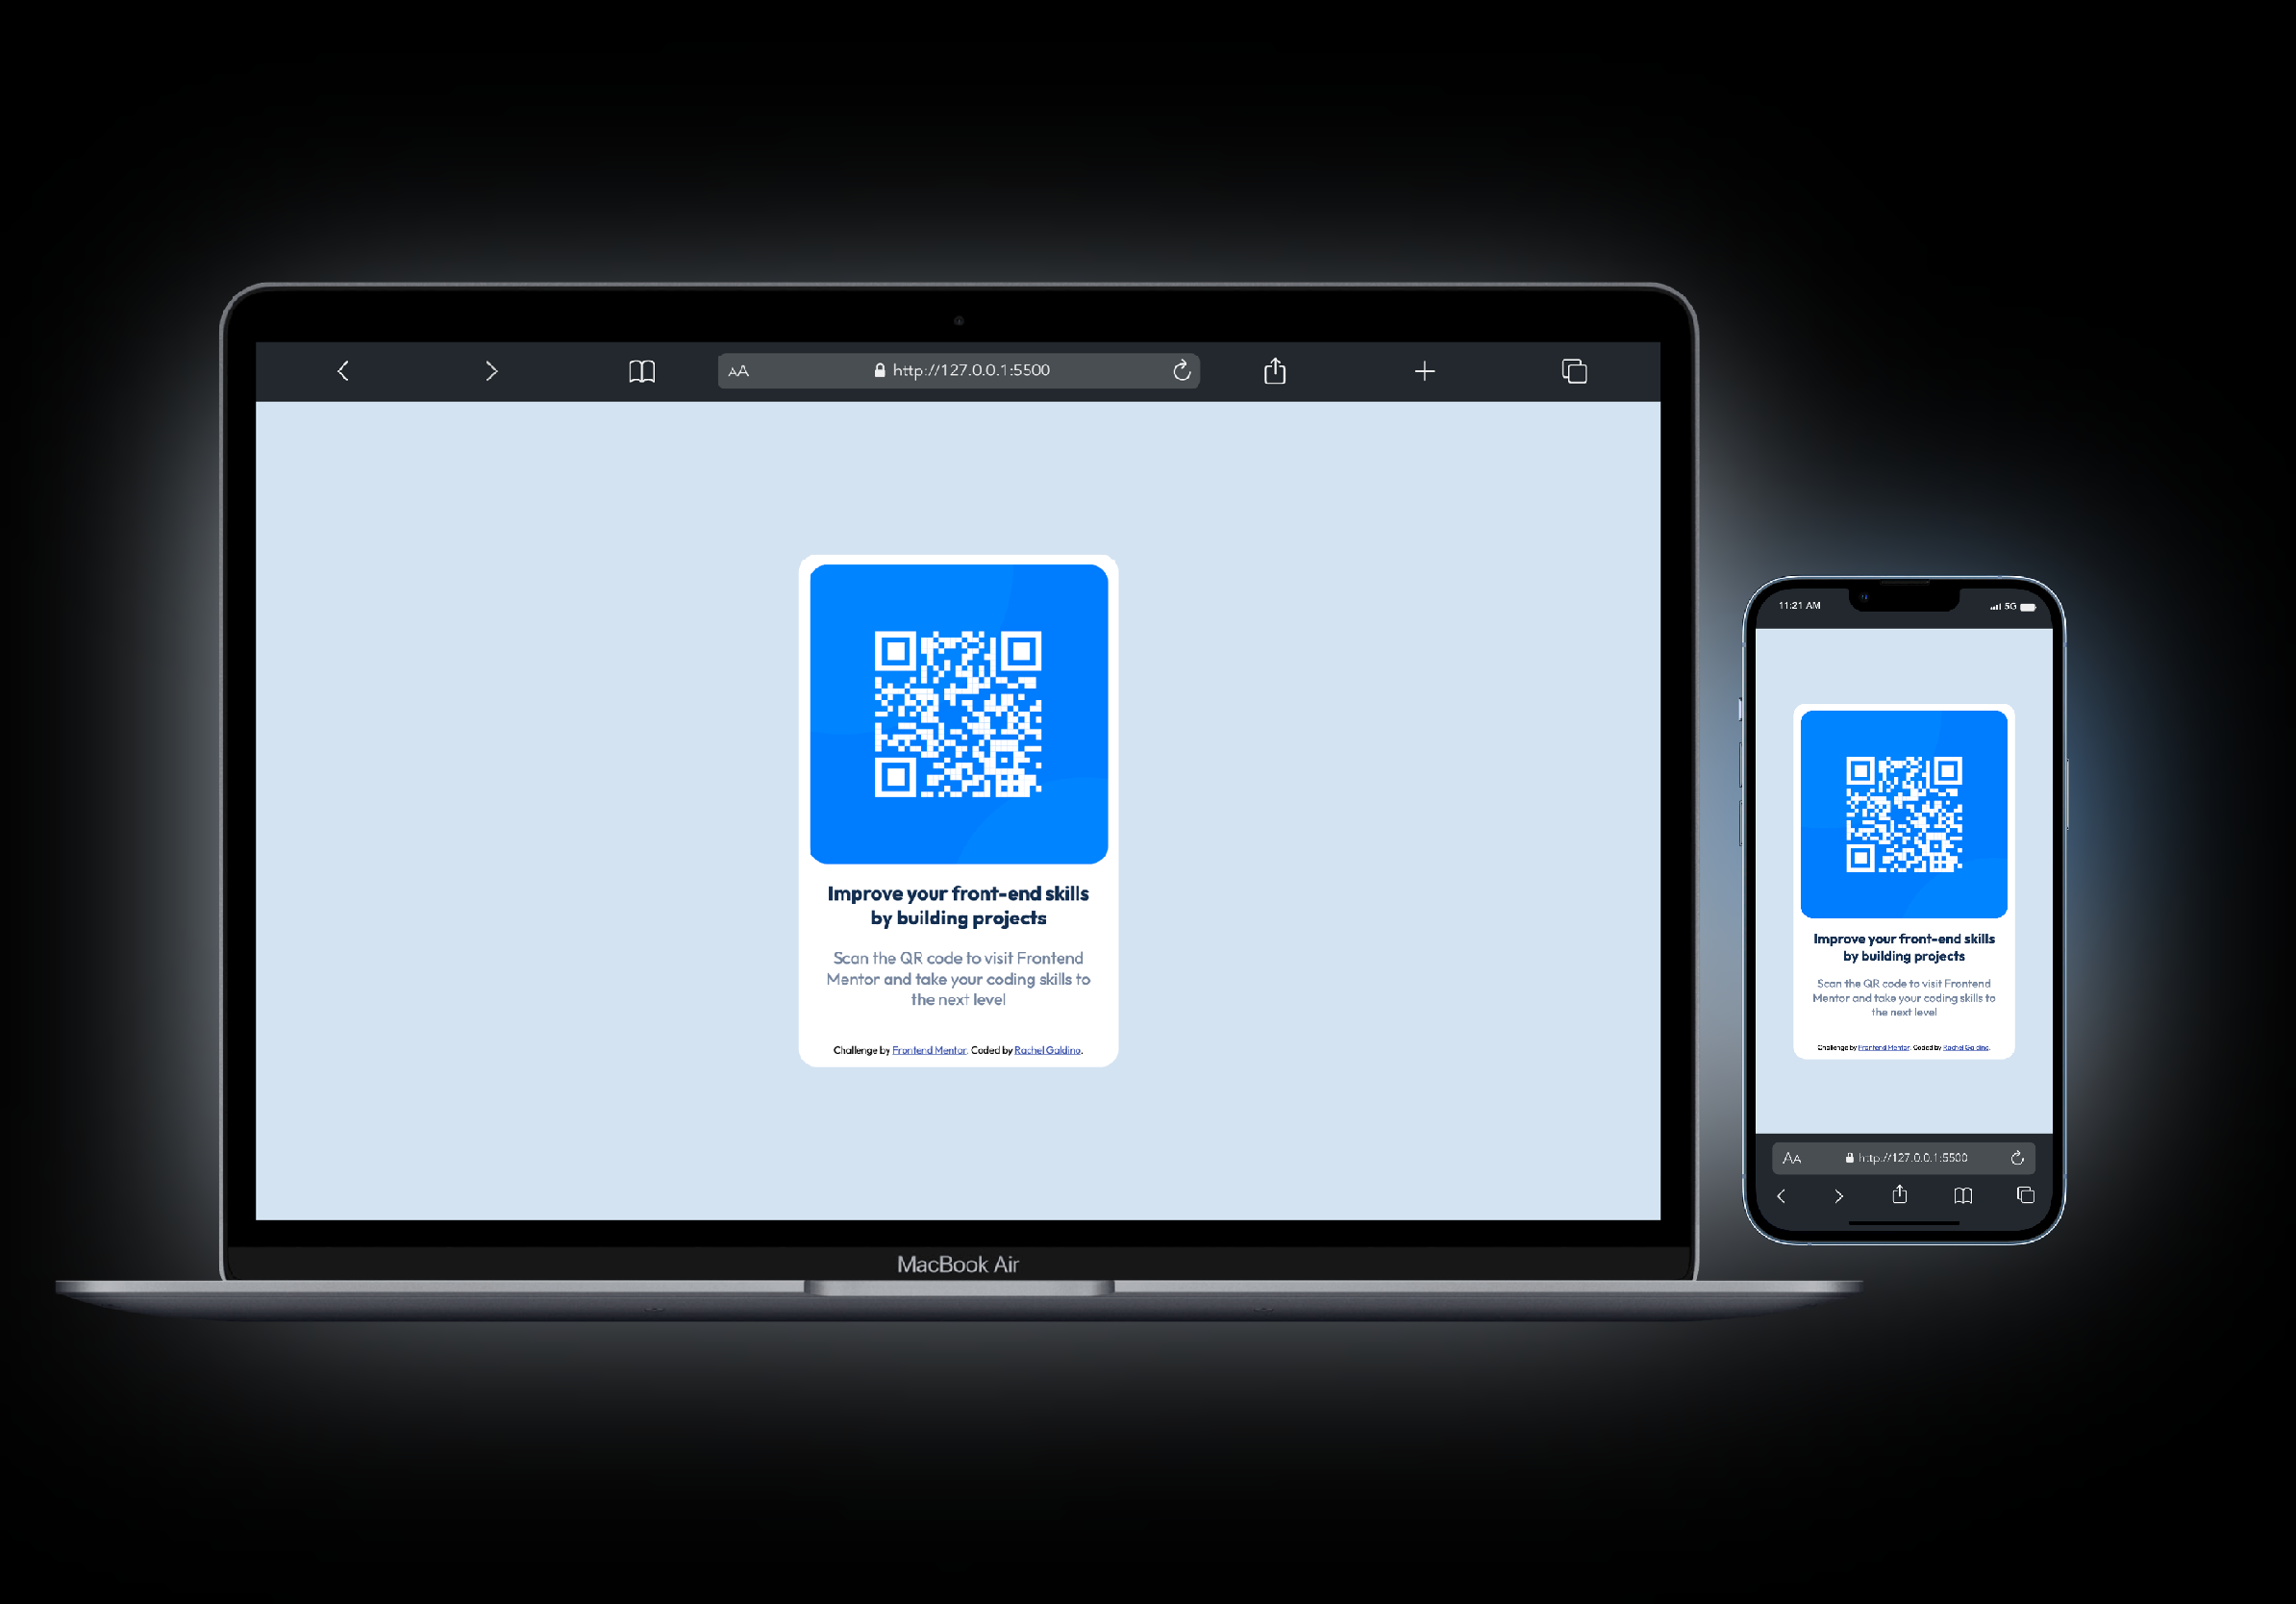 AA
http://127.0.0.1:5500
Improve your front-end skills
by building projects
Scan the QR code to visit Frontend
Mentor and take your coding skills to
the next level
Challenge by Frontend Mentor. Coded by Rachel Galdino.
MacBook Air
11:21 AM
5G
Improve your front-end skills
by building projects
Scan the QR code to visit Frontend
Mentor and take your coding skills to
the next level
Challenge by Frontend Mentor. Coded by Rachel Galdino.
AA
http://127.0.0.1:5500